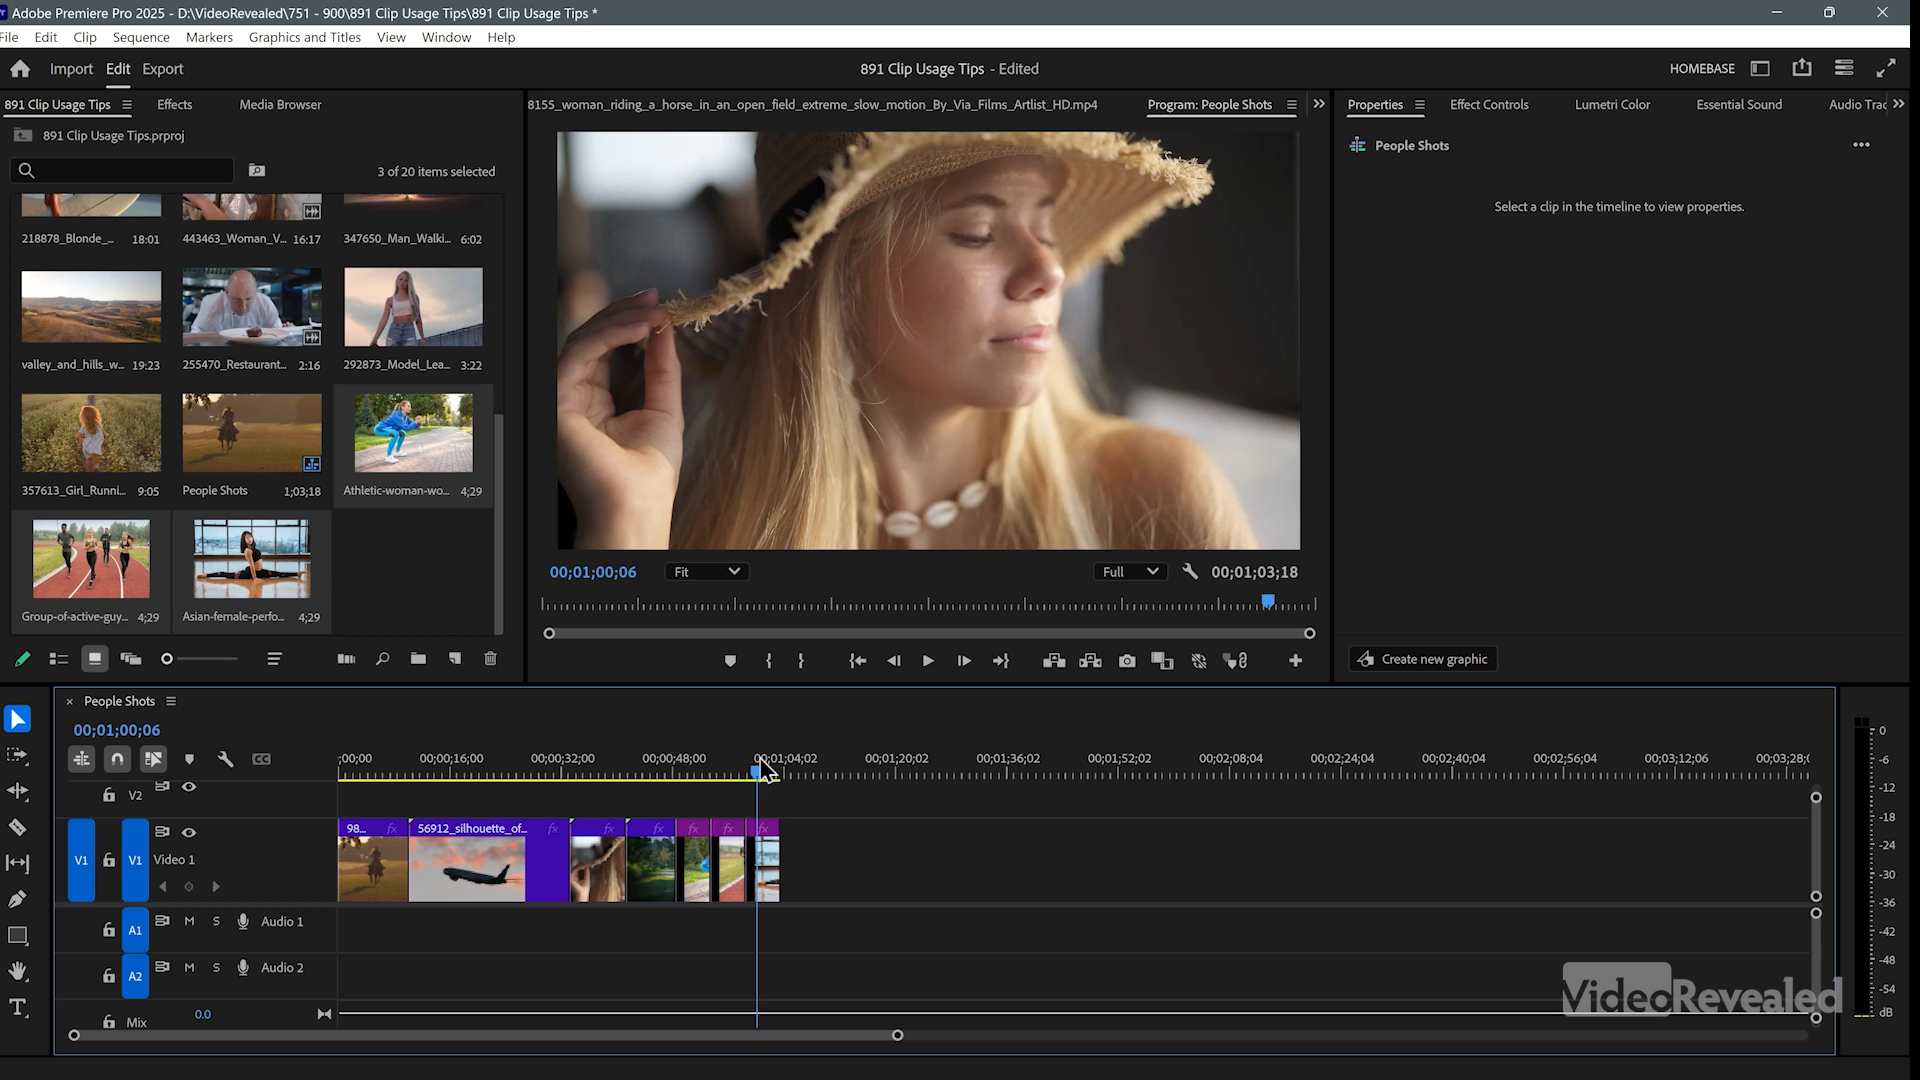 Adobe Premiere Pro 2025 - D:\VideoRevealed\751 - 900\891 Clip Usage Tips\891 Clip Usage Tips *
File Edit Clip Sequence Markers Graphics and Titles View Window Help
Import Edit Export
891 Clip Usage Tips - Edited
HOMEBASE
891 Clip Usage Tips
Effects
Media Browser
8155_woman_riding_a_horse_in_an_open_field_extreme_slow_motion_By_Via_Films_Artlist_HD.mp4
Program: People Shots
Properties
Effect Controls
Lumetri Color
Essential Sound
Audio Trac
891 Clip Usage Tips.prproj
People Shots
3 of 20 items selected
Select a clip in the timeline to view properties.
218878_Blonde_... 18:01
443463_Woman_V... 16:17
347650_Man_Walki... 6:02
valley_and_hills_w... 19:23
255470_Restaurant... 2:16
292873_Model_Lea... 3:22
357613_Girl_Runni... 9:05
People Shots 1;03;18
Athletic-woman-wo... 4;29
Group-of-active-guy... 4;29
Asian-female-perfo... 4;29
00;01;00;06
Fit
Full
00;01;03;18
Create new graphic
People Shots
00;01;00;06
;00;00 00;00;16;00 00;00;32;00 00;00;48;00 00;01;04;02 00;01;20;02 00;01;36;02 00;01;52;02 00;02;08;04 00;02;24;04 00;02;40;04 00;02;56;04 00;03;12;06 00;03;28;0
CC
V2
98... fx
56912_silhouette_of... fx
fx
fx
fx
fx
fx
V1
V1
Video 1
A1
M
S
Audio 1
A2
M
S
Audio 2
Mix
0.0
0
-6
-12
-18
-24
-30
-36
-42
-48
-54
dB
VideoRevealed